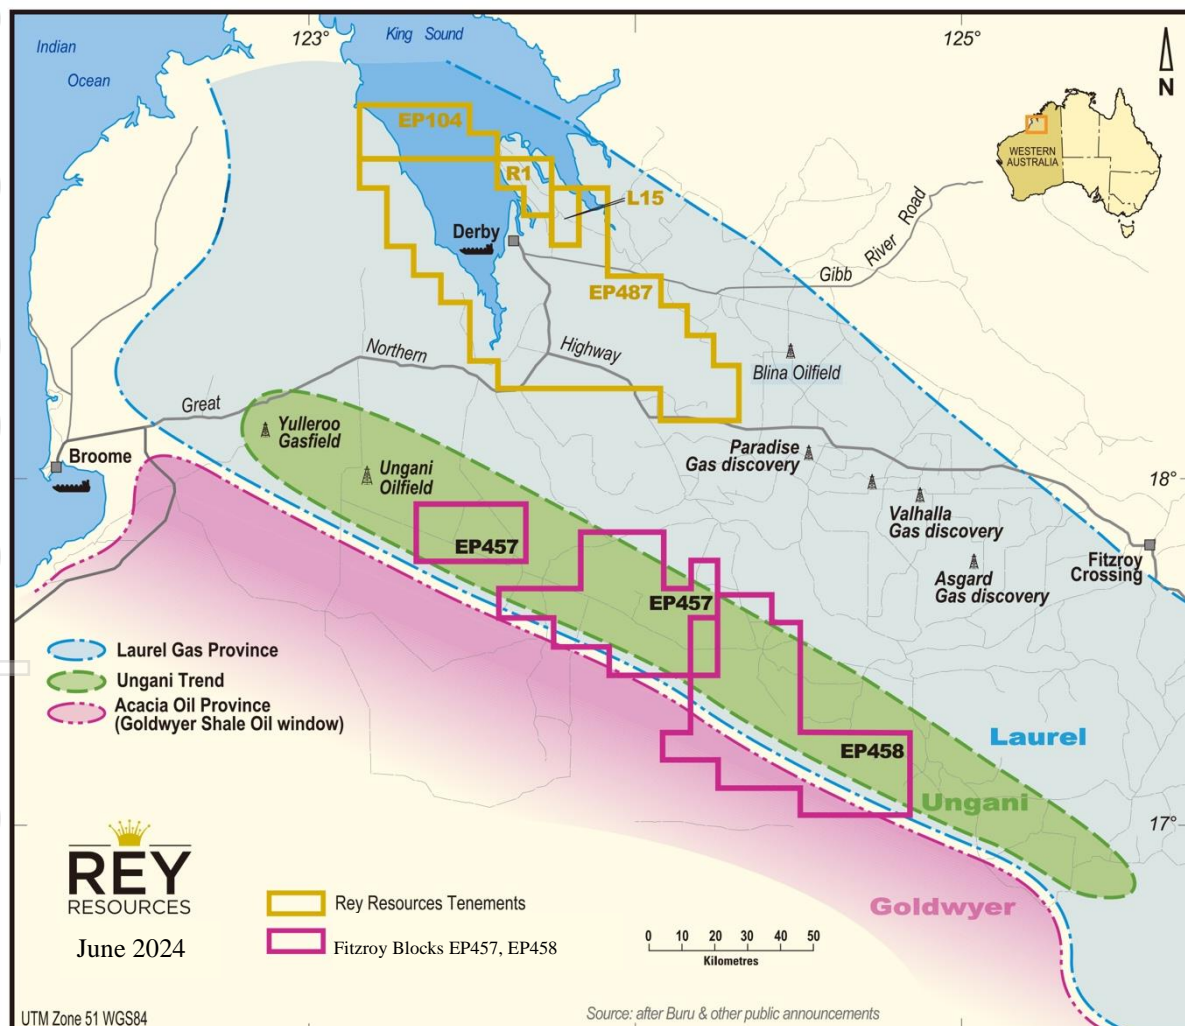 Indian
Ocean
123°
King Sound
125°
N
WESTERN
AUSTRALIA
EP104
R1
L15
Derby
Gibb River Road
EP487
Northern
Highway
Blina Oilfield
Great
Yulleroo
Gasfield
Broome
Ungani
Oilfield
Paradise
Gas discovery
18°
Valhalla
Gas discovery
EP457
Fitzroy
Crossing
Asgard
Gas discovery
EP457
Laurel Gas Province
Ungani Trend
Acacia Oil Province
(Goldwyer Shale Oil window)
Laurel
EP458
Ungani
17°
REY
RESOURCES
June 2024
Goldwyer
Rey Resources Tenements
Fitzroy Blocks EP457, EP458
0 10 20 30 40 50
Kilometres
UTM Zone 51 WGS84
Source: after Buru & other public announcements